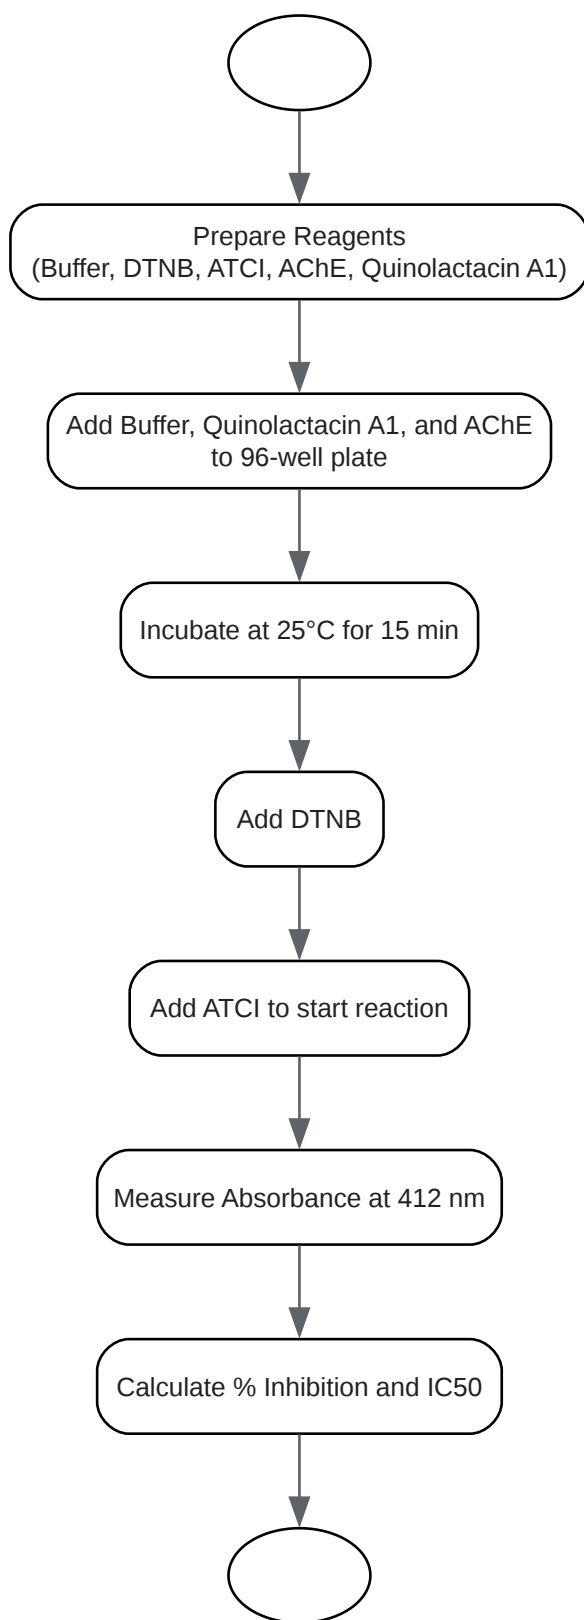 Prepare Reagents
(Buffer, DTNB, ATCI, AChE, Quinolactacin A1)
Add Buffer, Quinolactacin A1, and AChE
to 96-well plate
Incubate at 25°C for 15 min
Add DTNB
Add ATCI to start reaction
Measure Absorbance at 412 nm
Calculate % Inhibition and IC50